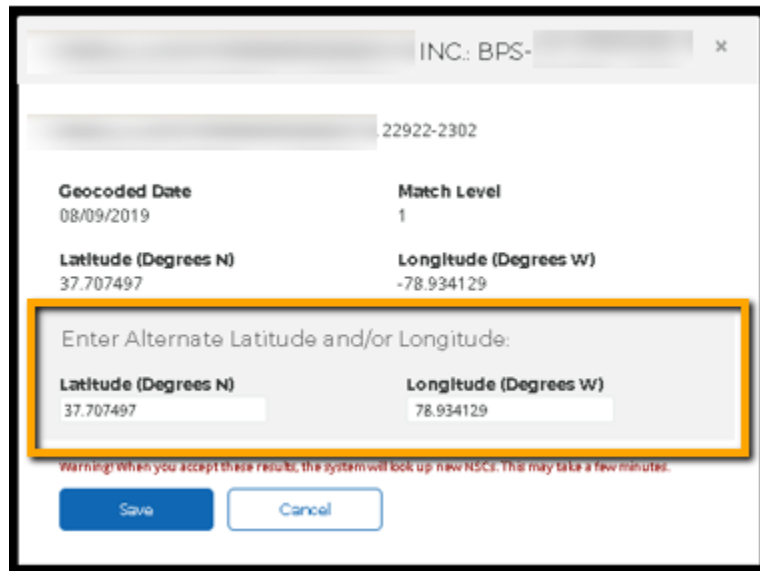 INC.: BPS- ×
22922-2302
Geocoded Date Match Level
08/09/2019 1
Latitude (Degrees N) Longitude (Degrees W)
37.707497 -78.934129
Enter Alternate Latitude and/or Longitude:
Latitude (Degrees N) Longitude (Degrees W)
37.707497 78.934129
Warning! When you accept these results, the system will look up new NSCs. This may take a few minutes.
Save Cancel